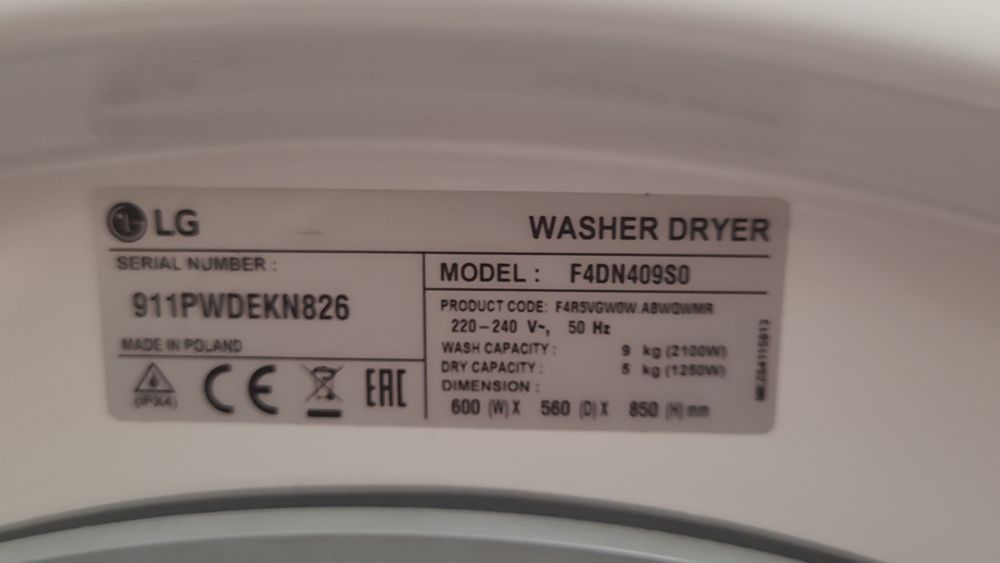 LG
WASHER DRYER
SERIAL NUMBER :
911PWDEKN826
MADE IN POLAND
(IPX4)
CE
EAC
MODEL : F4DN409S0
PRODUCT CODE: F4R5VGW0W.ABWQWMR
220-240 V~, 50 Hz
WASH CAPACITY : 9 kg (2100W)
DRY CAPACITY : 5 kg (1250W)
DIMENSION :
600 (W) X 560 (D) X 850 (H) mm